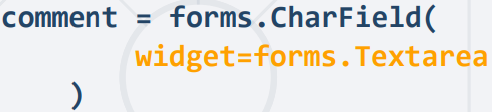 comment = forms.CharField(
        widget=forms.Textarea
    )